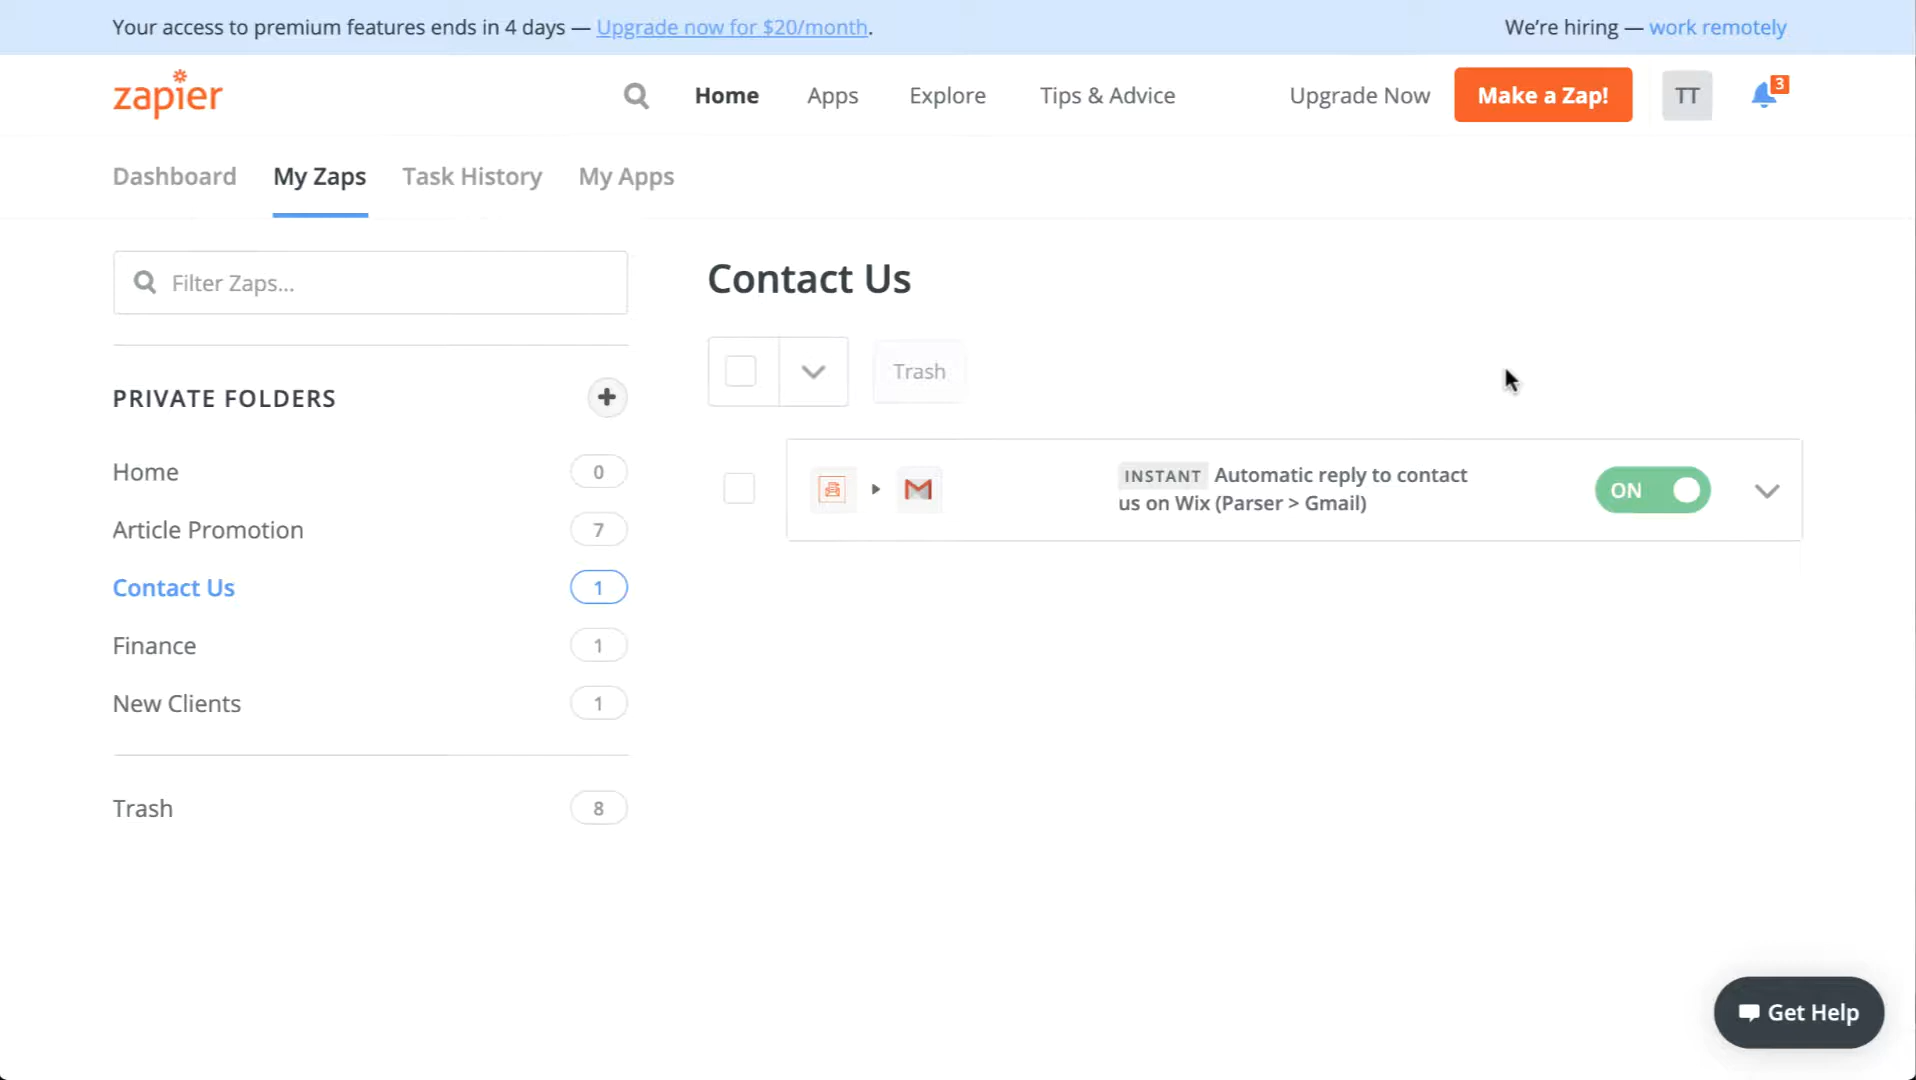 Your access to premium features ends in 4 days — Upgrade now for $20/month.
We're hiring — work remotely
zapier
Home
Apps
Explore
Tips & Advice
Upgrade Now
Make a Zap!
TT
3
Dashboard
My Zaps
Task History
My Apps
Filter Zaps...
PRIVATE FOLDERS
Home 0
Article Promotion 7
Contact Us 1
Finance 1
New Clients 1
Trash 8
Contact Us
Trash
INSTANT Automatic reply to contact
us on Wix (Parser > Gmail)
ON
Get Help